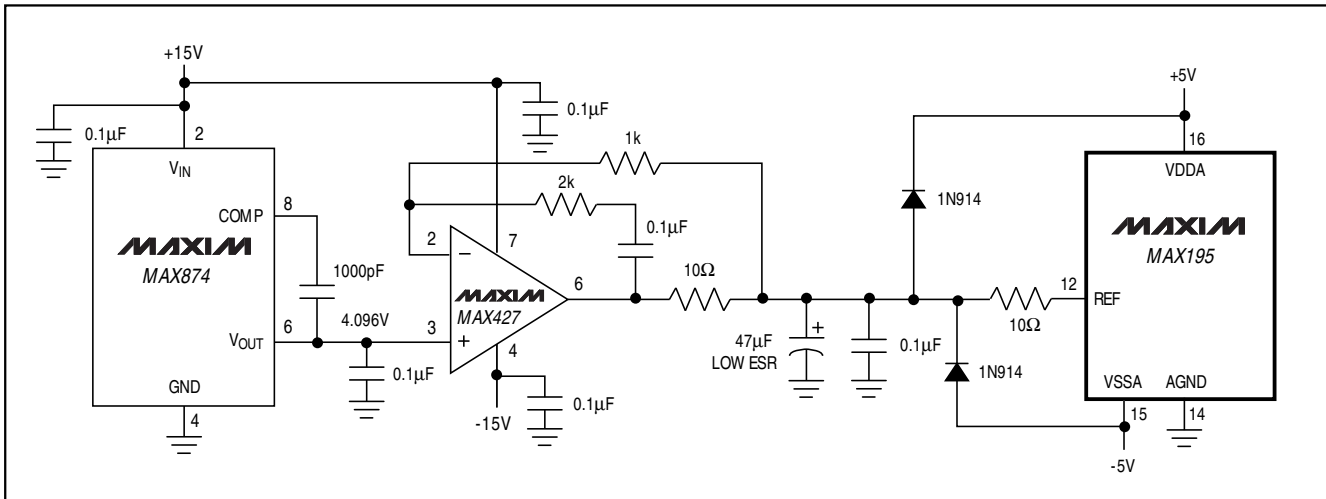 +15V
0.1µF
2
VIN
COMP
8
MAXIM
MAX874
1000pF
VOUT
6
4.096V
0.1µF
GND
4
0.1µF
1k
2k
0.1µF
2
7
−
MAXIM
MAX427
6
3
+
4
-15V
0.1µF
10Ω
47µF
LOW ESR
+
0.1µF
1N914
1N914
+5V
16
VDDA
MAXIM
MAX195
12
REF
10Ω
VSSA
AGND
15
14
-5V